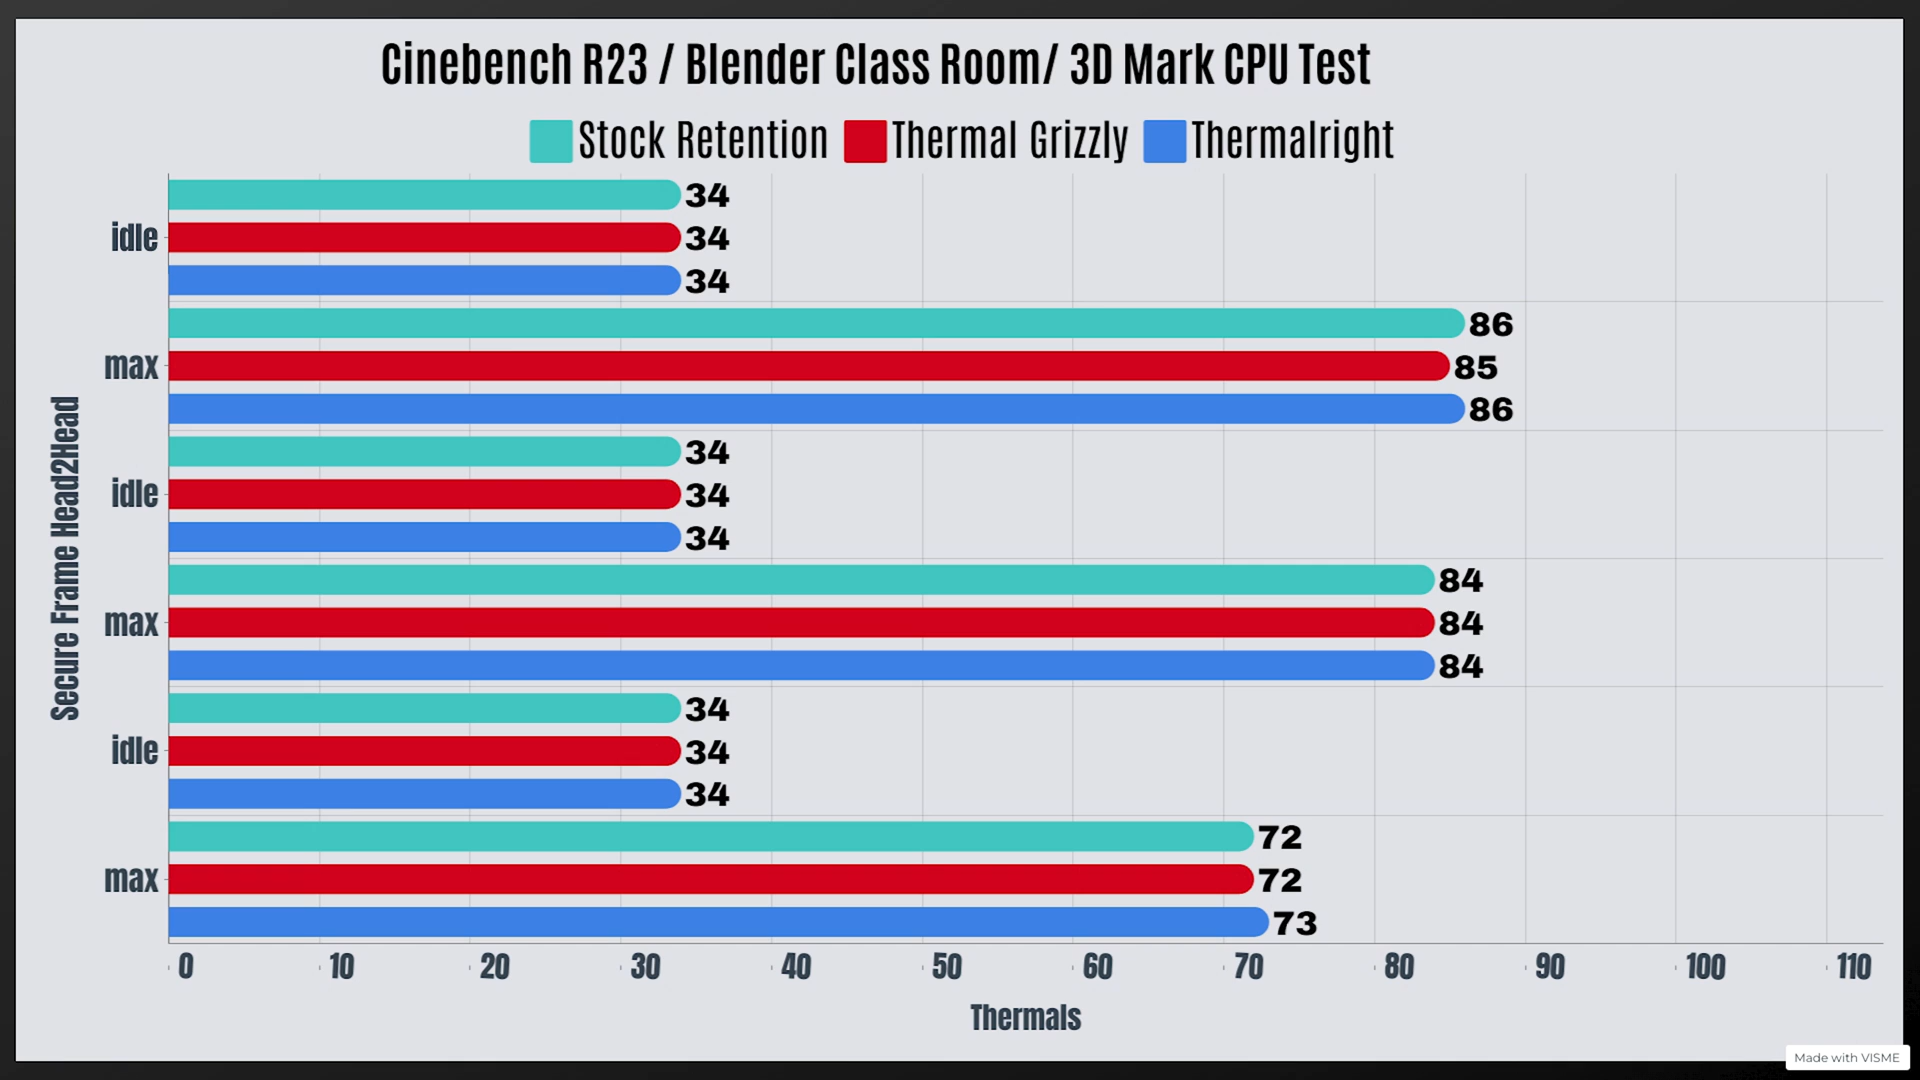 Cinebench R23 / Blender Class Room/ 3D Mark CPU Test
Stock Retention Thermal Grizzly Thermalright
Secure Frame Head2Head
idle
34
34
34
max
86
85
86
idle
34
34
34
max
84
84
84
idle
34
34
34
max
72
72
73
0 10 20 30 40 50 60 70 80 90 100 110
Thermals
Made with VISME